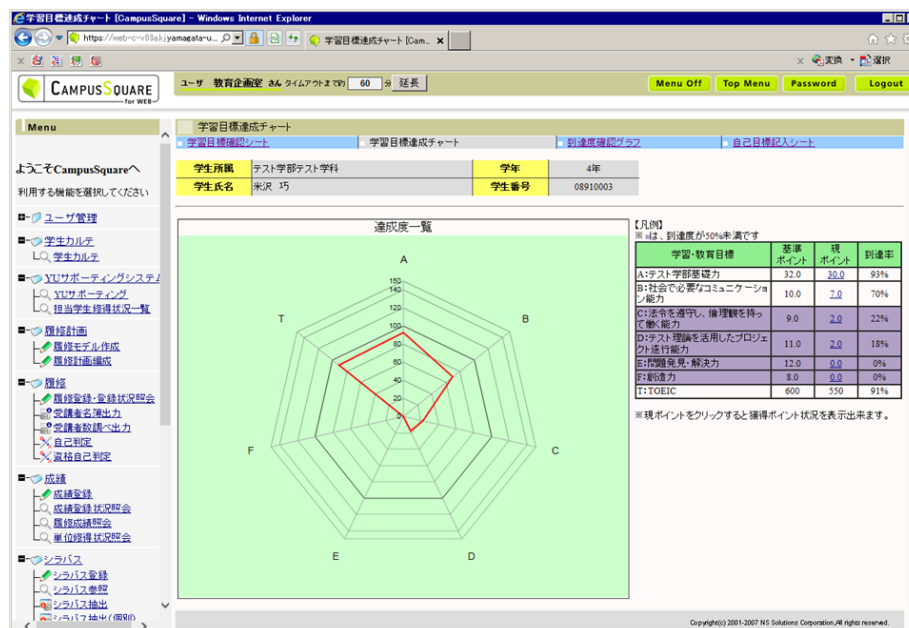 学習目標達成チャート [CampusSquare] - Windows Internet Explorer
学習目標達成チャート [Cam...
変換
選択
CAMPUSSQUARE
for WEB
ユーザ 教育企画室 さん タイムアウトまで約 60 分 延長
Menu Off
Top Menu
Password
Logout
Menu
ようこそCampusSquareへ
利用する機能を選択してください
ユーザ管理
学生カルテ
学生カルテ
YUサポーティングシステム
YUサポーティング
担当学生修得状況一覧
履修計画
履修モデル作成
履修計画編成
履修
履修登録・登録状況照会
受講者名簿出力
受講者数調べ出力
自己判定
資格自己判定
成績
成績登録
成績登録状況照会
履修成績照会
単位修得状況照会
シラバス
シラバス登録
シラバス参照
シラバス抽出
シラバス抽出(個別)
学習目標達成チャート
学習目標確認シート
学習目標達成チャート
到達度確認グラフ
自己目標記入シート
学生所属 テスト学部テスト学科 学年 4年
学生氏名 米沢 巧 学生番号 08910003
達成度一覧
A
B
C
D
E
F
T
150
140
120
100
80
60
40
20
0
【凡例】
※■は、到達度が50%未満です
学習・教育目標 基準ポイント 現ポイント 到達率
A:テスト学部基礎力 32.0 30.0 93%
B:社会で必要なコミュニケーション能力 10.0 7.0 70%
C:法令を遵守し、倫理観を持って働く能力 9.0 2.0 22%
D:テスト理論を活用したプロジェクト遂行能力 11.0 2.0 18%
E:問題発見・解決力 12.0 0.0 0%
F:創造力 8.0 0.0 0%
T:TOEIC 600 550 91%
※現ポイントをクリックすると獲得ポイント状況を表示出来ます。
Copyright(c) 2001-2007 NS Solutions Corporation,All rights reserved.